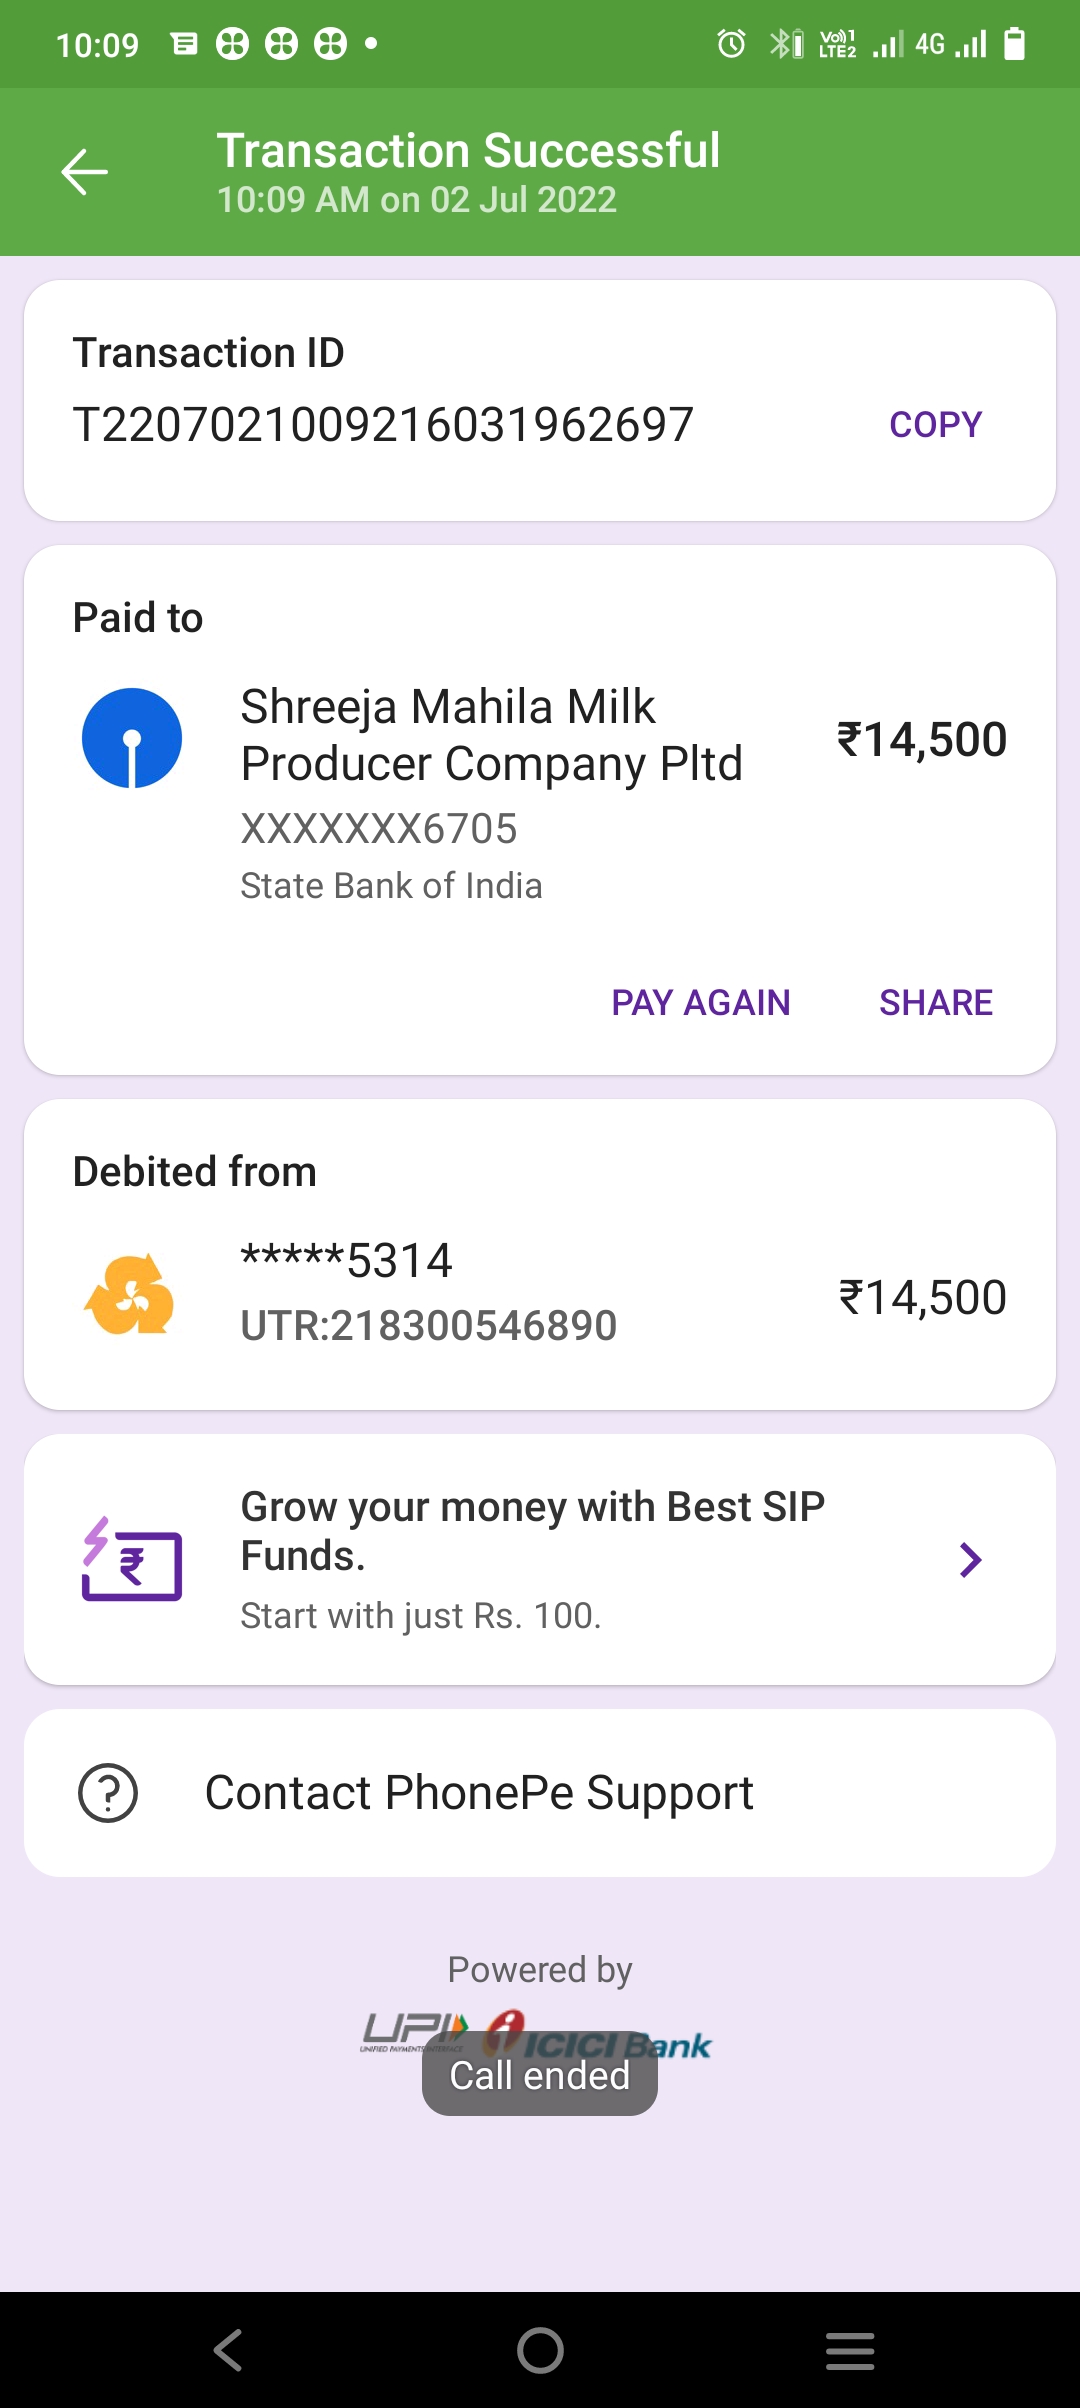 10:09
Vo))1
LTE2
4G
Transaction Successful
10:09 AM on 02 Jul 2022
Transaction ID
T2207021009216031962697
COPY
Paid to
Shreeja Mahila Milk
Producer Company Pltd
₹14,500
XXXXXXX6705
State Bank of India
PAY AGAIN
SHARE
Debited from
*****5314
₹14,500
UTR:218300546890
Grow your money with Best SIP
Funds.
Start with just Rs. 100.
Contact PhonePe Support
Powered by
UPI
UNIFIED PAYMENTS INTERFACE
ICICI Bank
Call ended